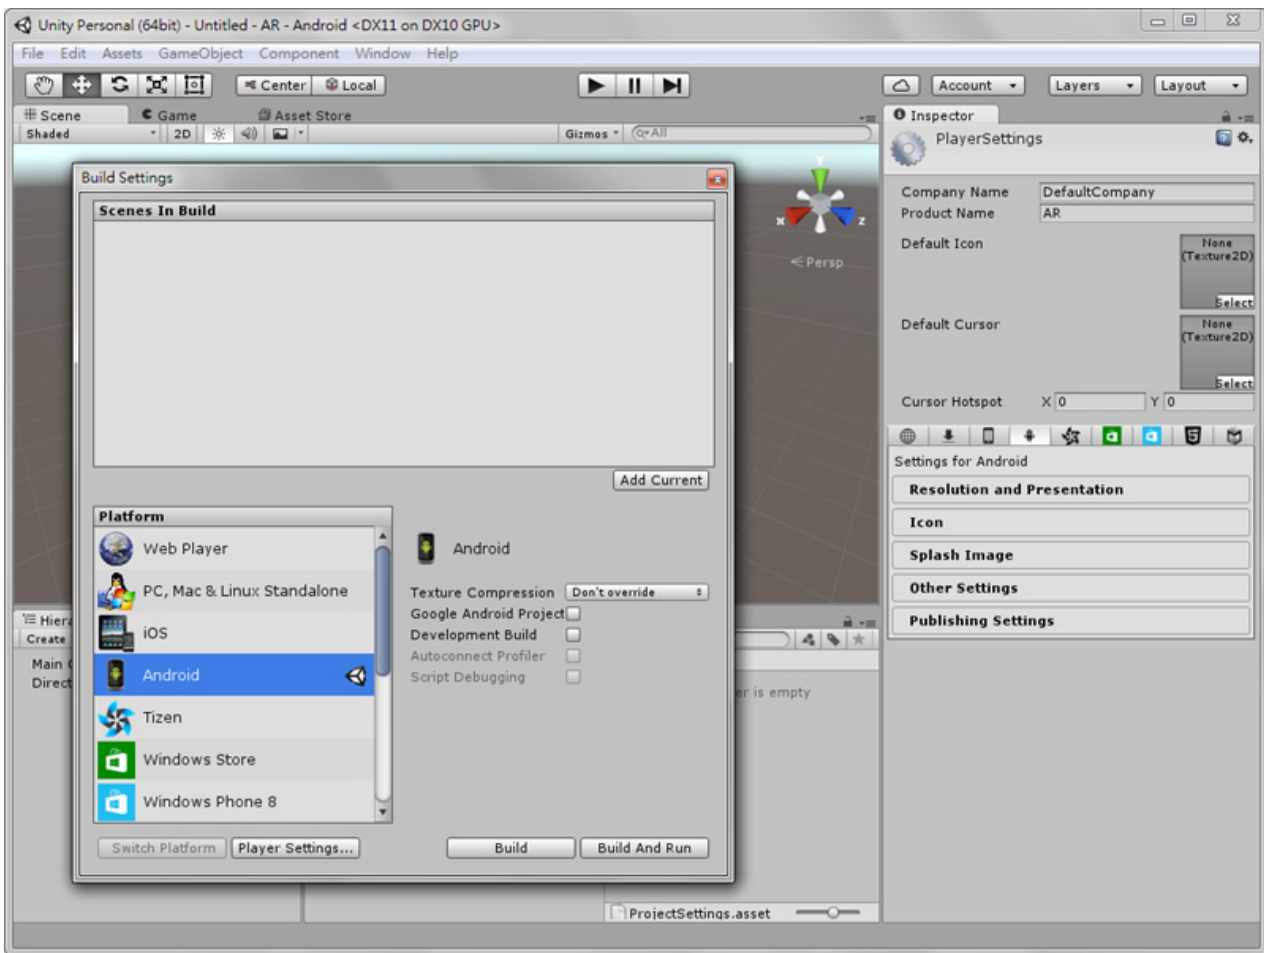 Unity Personal (64bit) - Untitled - AR - Android <DX11 on DX10 GPU>
File Edit Assets GameObject Component Window Help
Center Local Account Layers Layout
Scene Game Asset Store Inspector
Shaded 2D Gizmos All
PlayerSettings
Build Settings
Scenes In Build
Company Name DefaultCompany
Product Name AR
y
x
z
Persp
Default Icon
None
(Texture2D)
Select
Default Cursor
None
(Texture2D)
Select
Cursor Hotspot X 0 Y 0
Settings for Android
Resolution and Presentation
Icon
Splash Image
Other Settings
Publishing Settings
Add Current
Platform
Web Player
PC, Mac & Linux Standalone
iOS
Android
Tizen
Windows Store
Windows Phone 8
Android
Texture Compression Don't override
Google Android Project
Development Build
Autoconnect Profiler
Script Debugging
Switch Platform Player Settings... Build Build And Run
Hiera
Create
Main C
Direct
er is empty
ProjectSettings.asset